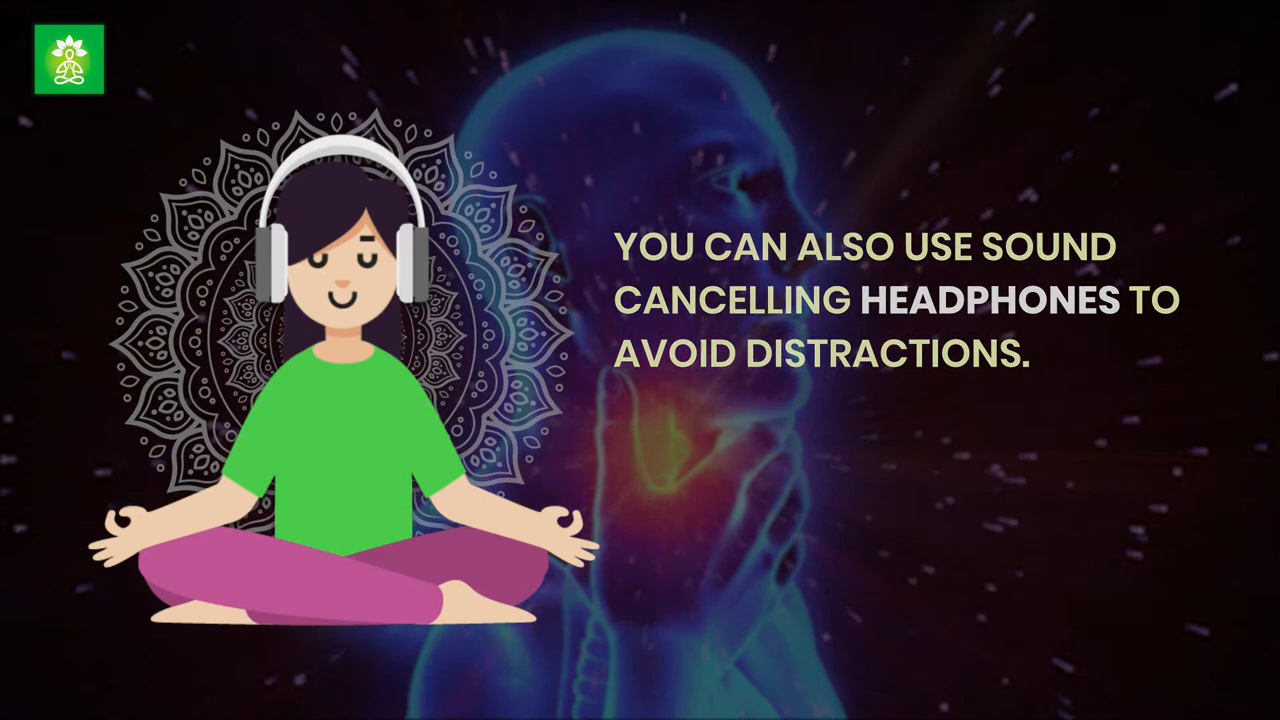 YOU CAN ALSO USE SOUND
CANCELLING HEADPHONES TO
AVOID DISTRACTIONS.